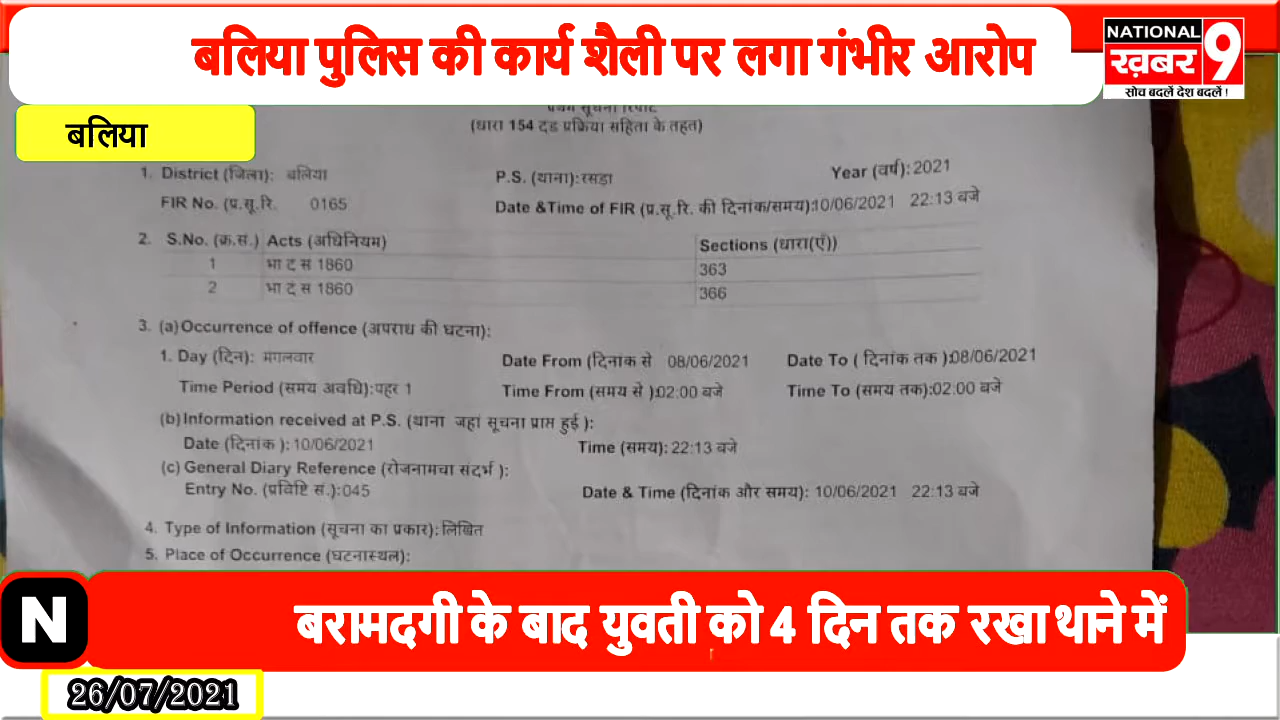 बलिया पुलिस की कार्य शैली पर लगा गंभीर आरोप
NATIONAL
ख़बर 9
सोच बदलें देश बदलें !
बलिया
प्रथम सूचना रिपोर्ट
(धारा 154 दंड प्रक्रिया संहिता के तहत)
1. District (जिला): बलिया P.S. (थाना): रसड़ा Year (वर्ष): 2021
FIR No. (प्र.सू.रि. 0165 Date &Time of FIR (प्र.सू.रि. की दिनांक/समय):10/06/2021 22:13 बजे
2. S.No. (क्र.सं.) Acts (अधिनियम) Sections (धारा(एँ))
1 भा दं सं 1860 363
2 भा दं सं 1860 366
3. (a) Occurrence of offence (अपराध की घटना):
1. Day (दिन): मंगलवार Date From (दिनांक से 08/06/2021 Date To ( दिनांक तक ):08/06/2021
Time Period (समय अवधि): पहर 1 Time From (समय से ):02:00 बजे Time To (समय तक):02:00 बजे
(b) Information received at P.S. (थाना जहां सूचना प्राप्त हुई ):
Date (दिनांक ): 10/06/2021 Time (समय): 22:13 बजे
(c) General Diary Reference (रोजनामचा संदर्भ ):
Entry No. (प्रविष्टि सं.):045 Date & Time (दिनांक और समय): 10/06/2021 22:13 बजे
4. Type of Information (सूचना का प्रकार): लिखित
5. Place of Occurrence (घटनास्थल):
N
बरामदगी के बाद युवती को 4 दिन तक रखा थाने में
26/07/2021